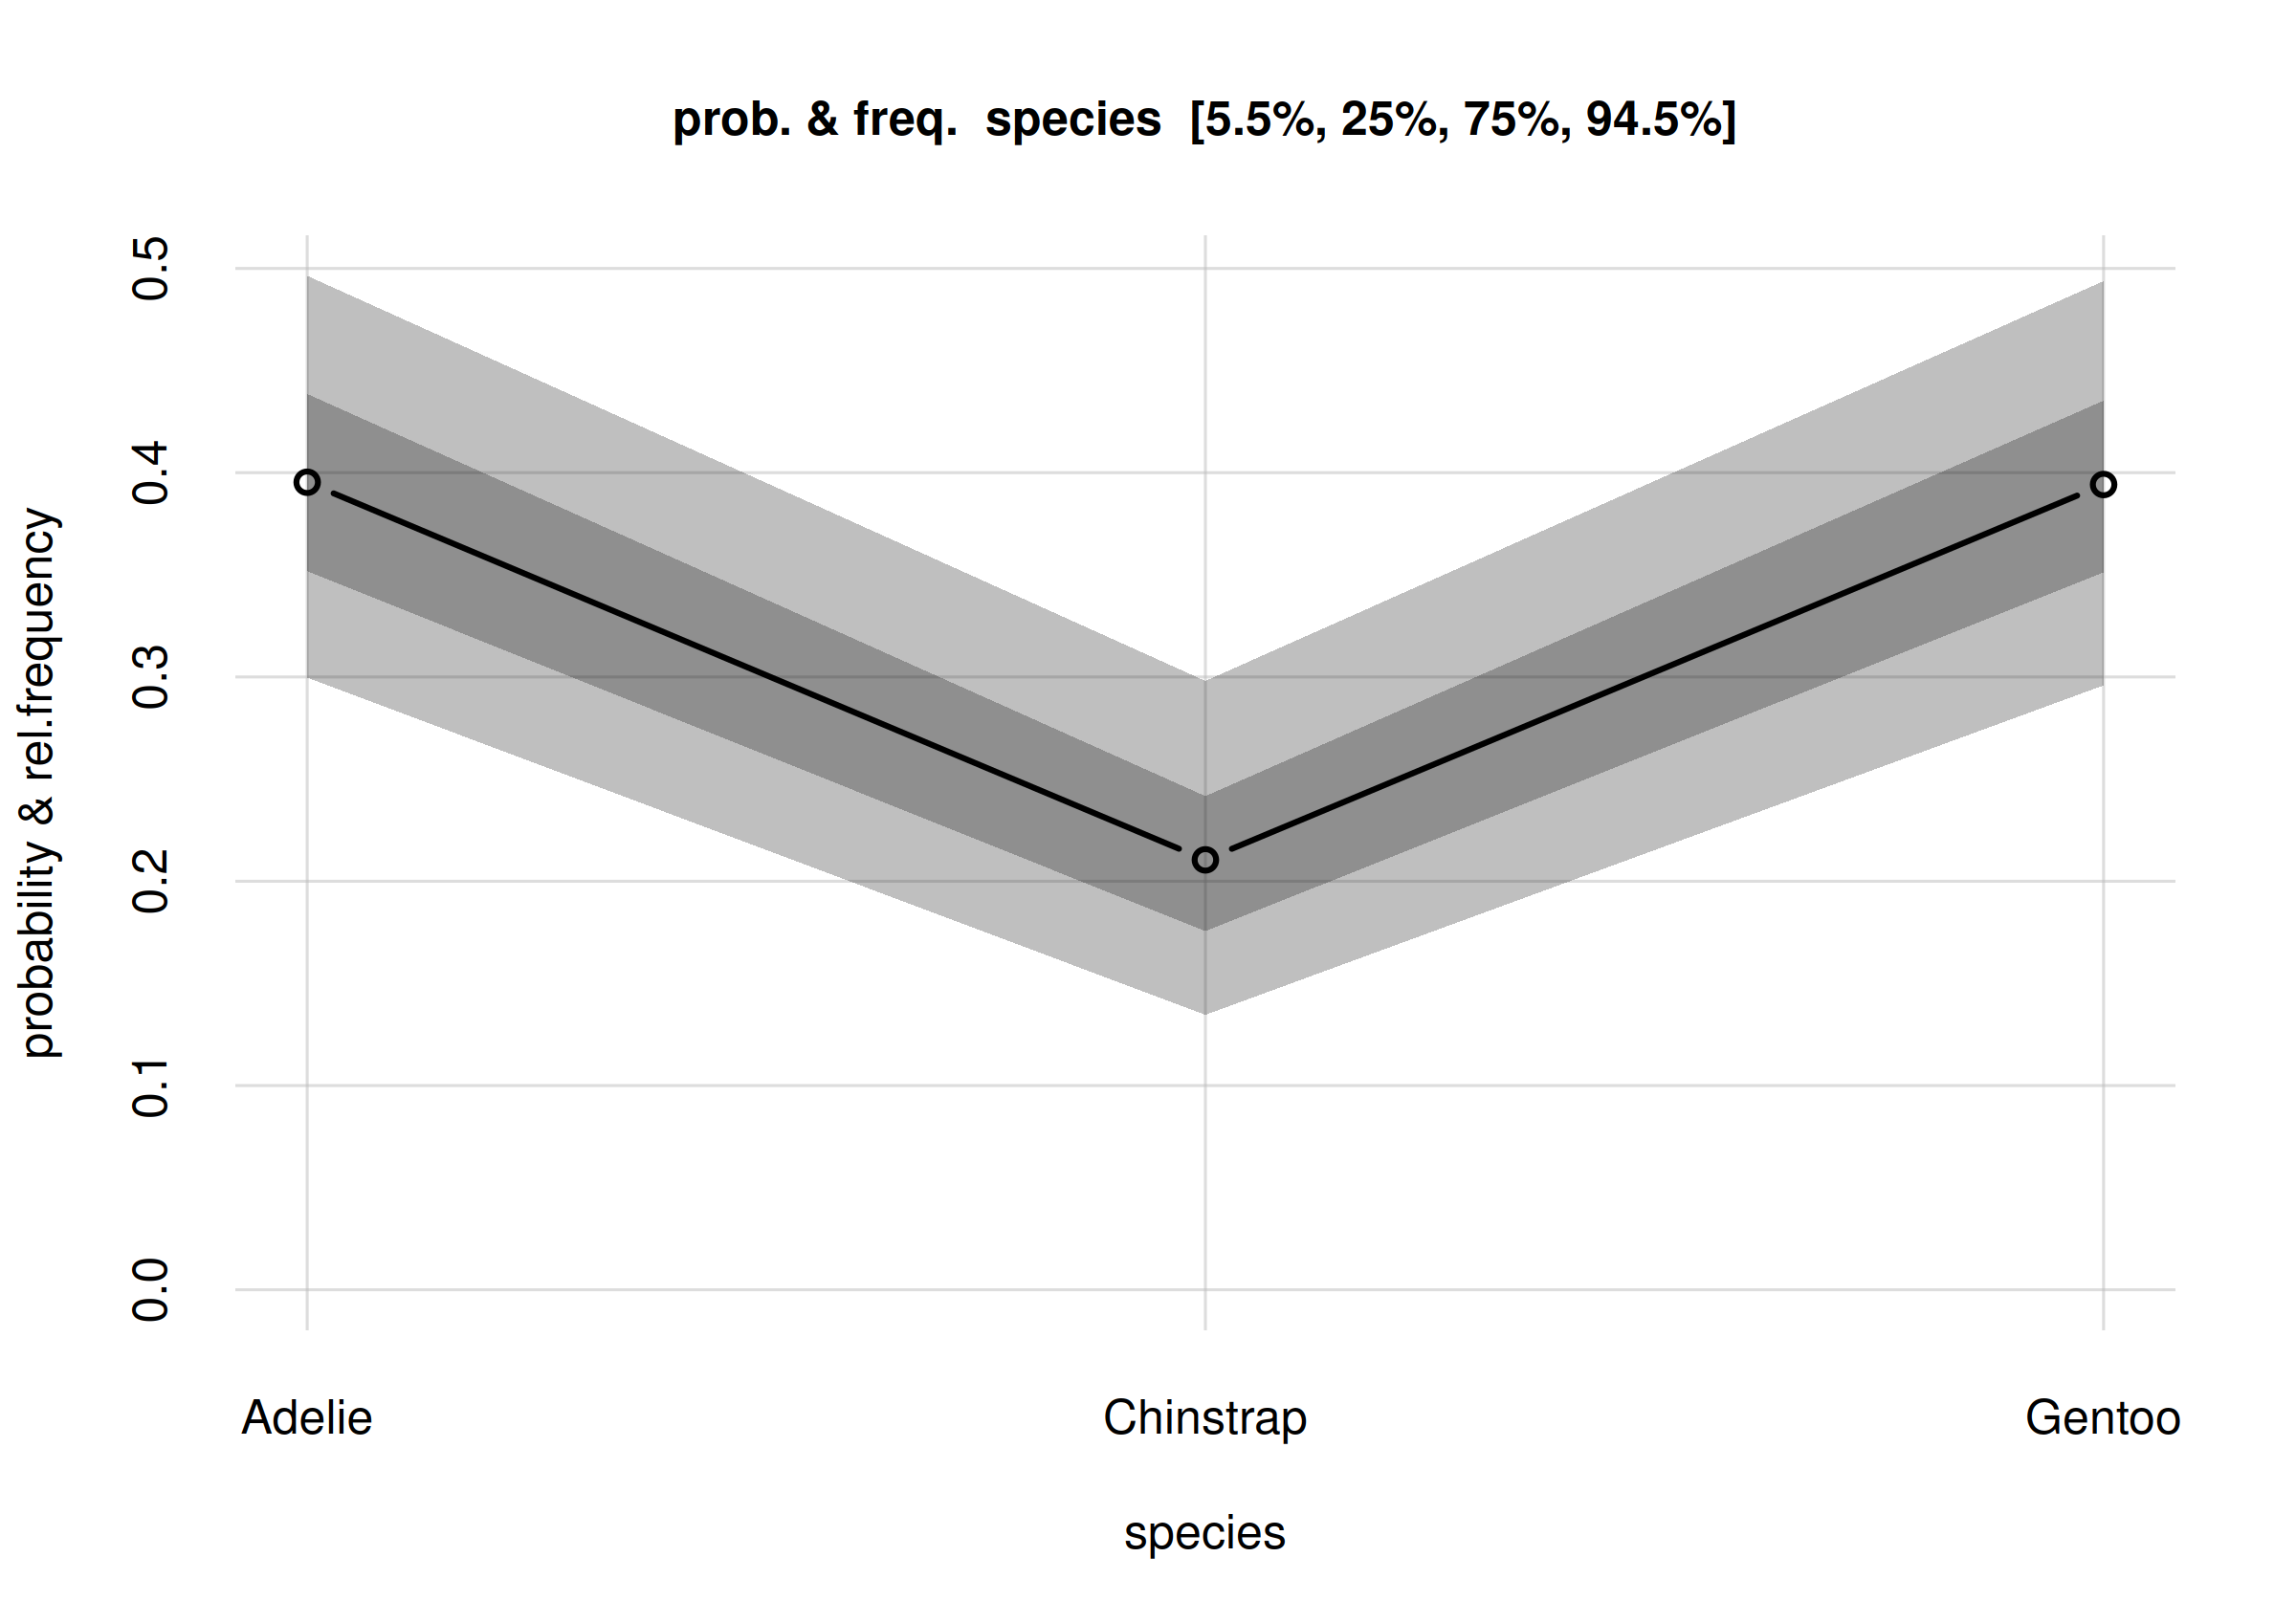 prob. & freq.  species  [5.5%, 25%, 75%, 94.5%]
probability & rel.frequency
0.5
0.4
0.3
0.2
0.1
0.0
Adelie
Chinstrap
Gentoo
species